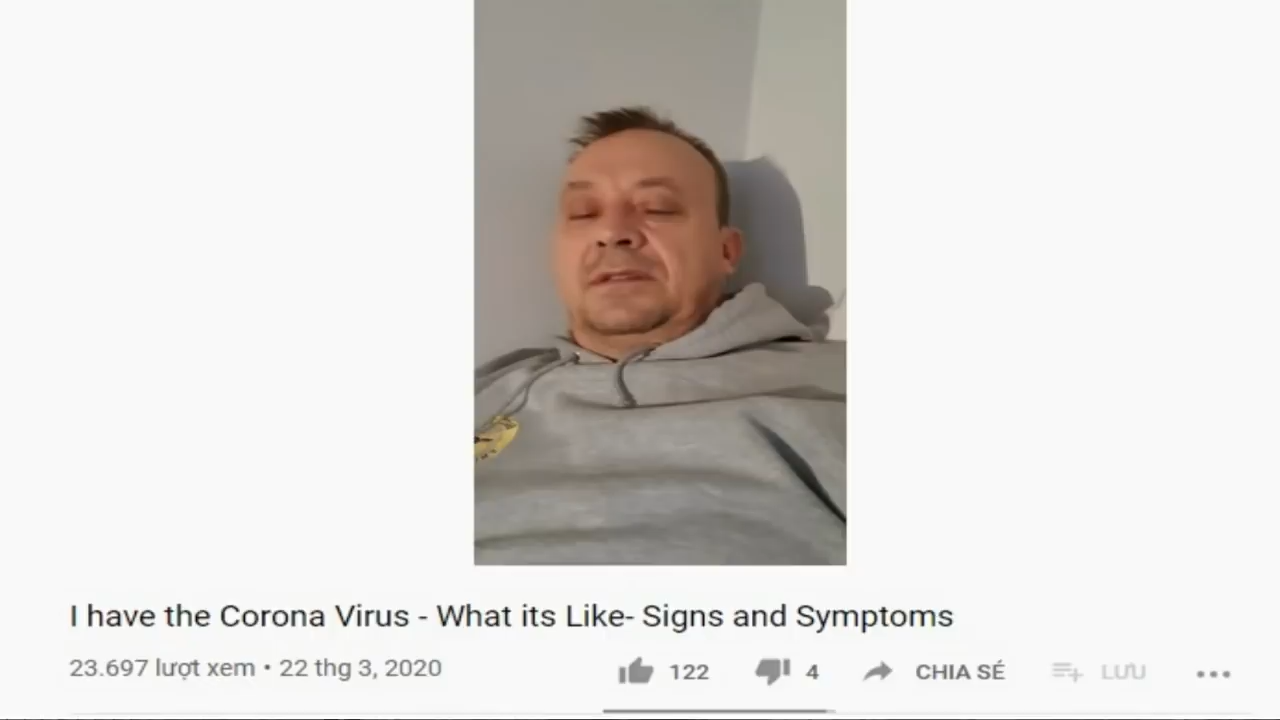 I have the Corona Virus - What its Like- Signs and Symptoms
23.697 lượt xem • 22 thg 3, 2020
122
4
CHIA SẺ
LƯU